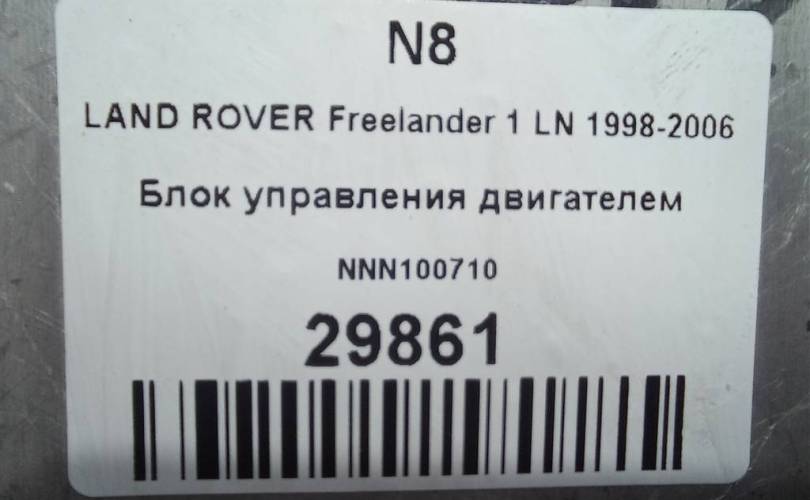 N8
LAND ROVER Freelander 1 LN 1998-2006
Блок управления двигателем
NNN100710
29861